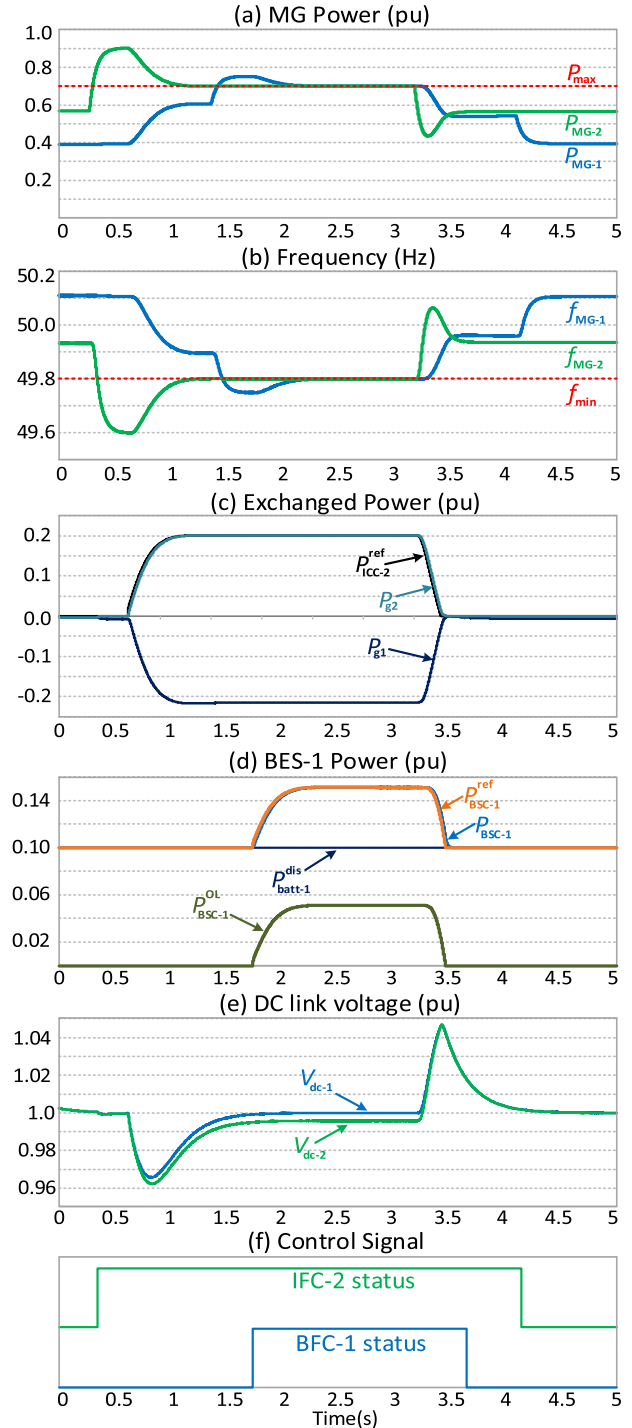 (a) MG Power (pu)
1.0
0.8
0.6
0.4
0.2
Pmax
PMG-2
PMG-1
0 0.5 1 1.5 2 2.5 3 3.5 4 4.5 5
(b) Frequency (Hz)
50.2
50.0
49.8
49.6
fMG-1
fMG-2
fmin
0 0.5 1 1.5 2 2.5 3 3.5 4 4.5 5
(c) Exchanged Power (pu)
0.2
0.1
0.0
-0.1
-0.2
PICC-2ref
Pg2
Pg1
0 0.5 1 1.5 2 2.5 3 3.5 4 4.5 5
(d) BES-1 Power (pu)
0.14
0.10
0.06
0.02
PBSC-1ref
PBSC-1
Pbatt-1dis
PBSC-1OL
0 0.5 1 1.5 2 2.5 3 3.5 4 4.5 5
(e) DC link voltage (pu)
1.04
1.02
1.0
0.98
0.96
Vdc-1
Vdc-2
0 0.5 1 1.5 2 2.5 3 3.5 4 4.5 5
(f) Control Signal
IFC-2 status
BFC-1 status
0 0.5 1 1.5 2 2.5 3 3.5 4 4.5 5
Time(s)